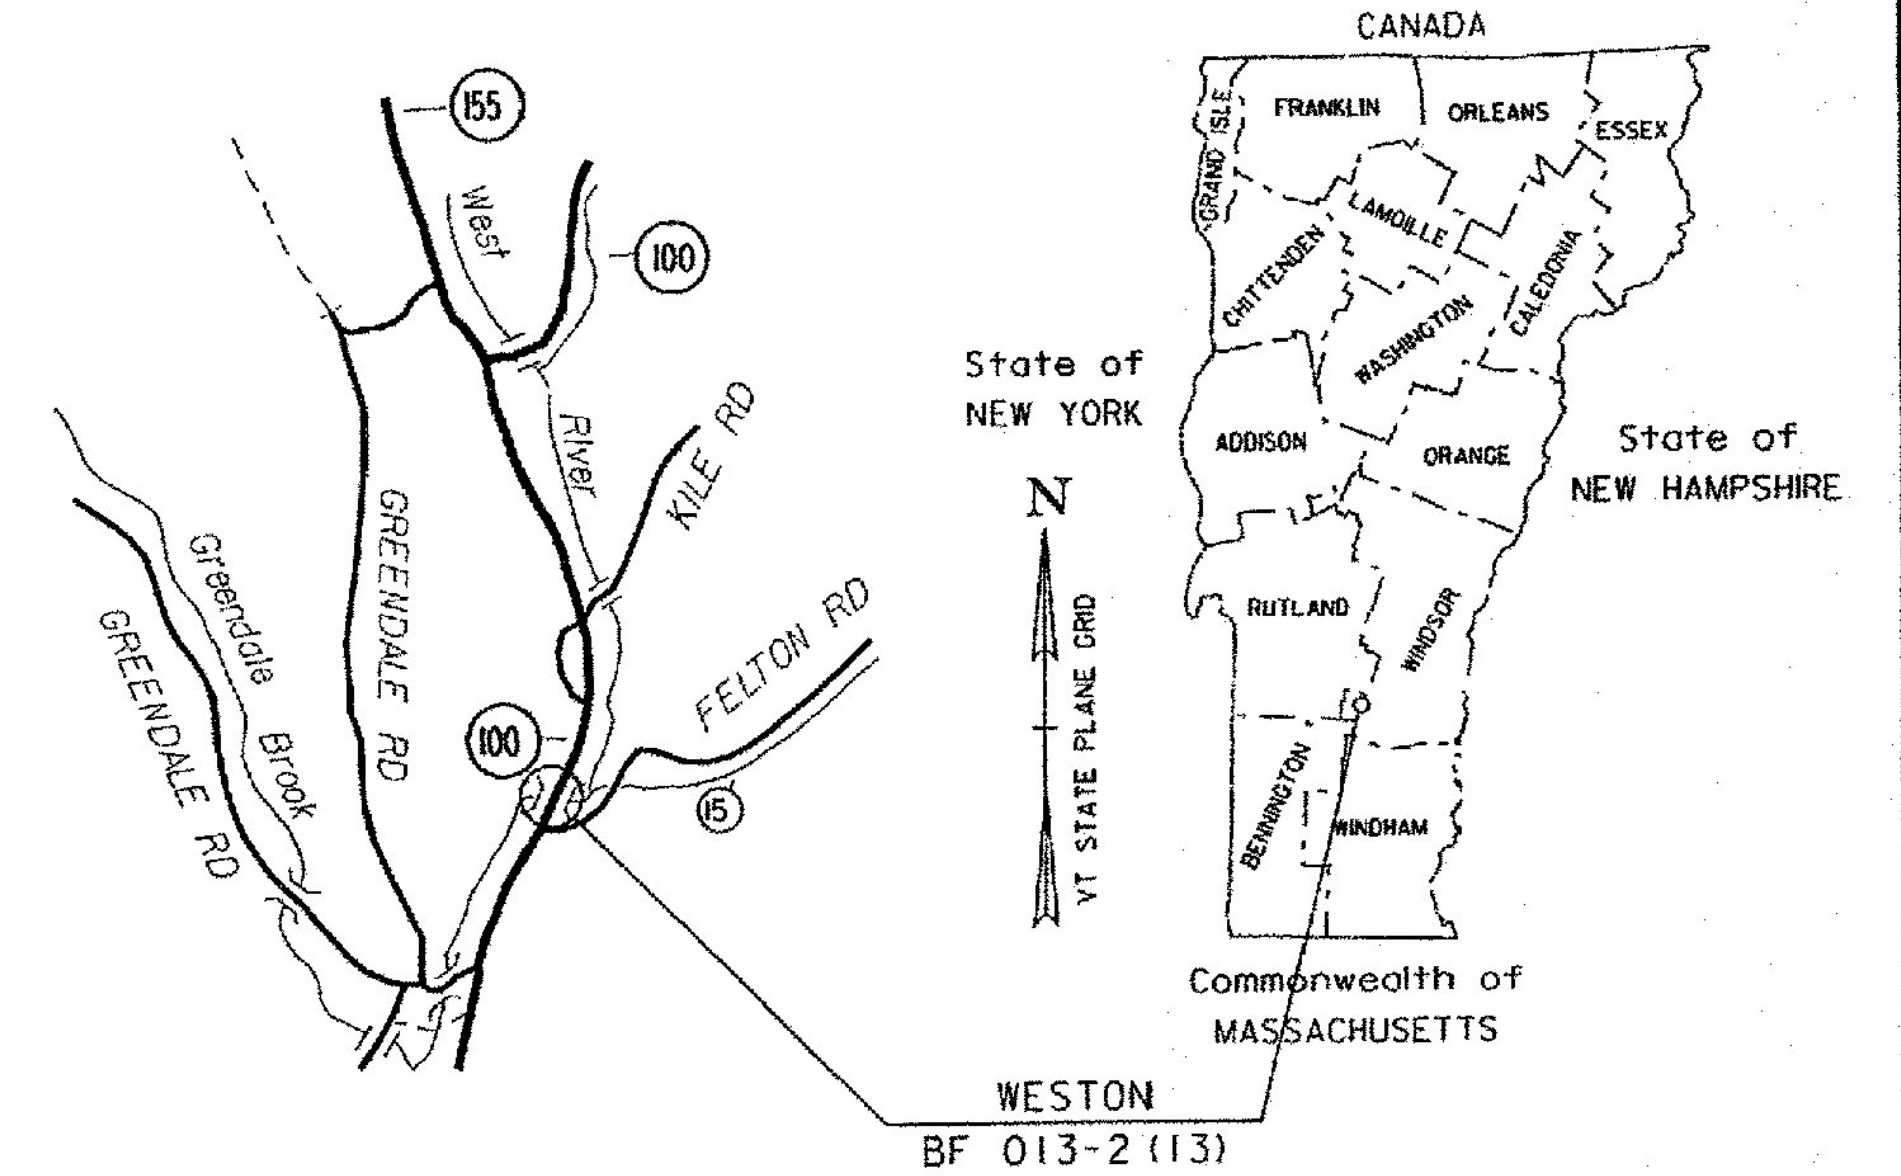 155
West
100
River
KILE RD
GREENDALE RD
Greendale
Brook
GREENDALE RD
FELTON RD
100
15
CANADA
GRAND ISLE
FRANKLIN
ORLEANS
ESSEX
LAMOILLE
CHITTENDEN
CALEDONIA
WASHINGTON
State of
NEW YORK
ADDISON
ORANGE
State of
NEW HAMPSHIRE
N
VT STATE PLANE GRID
RUTLAND
WINDSOR
BENNINGTON
WINDHAM
Commonwealth of
MASSACHUSETTS
WESTON
BF 013-2 (13)